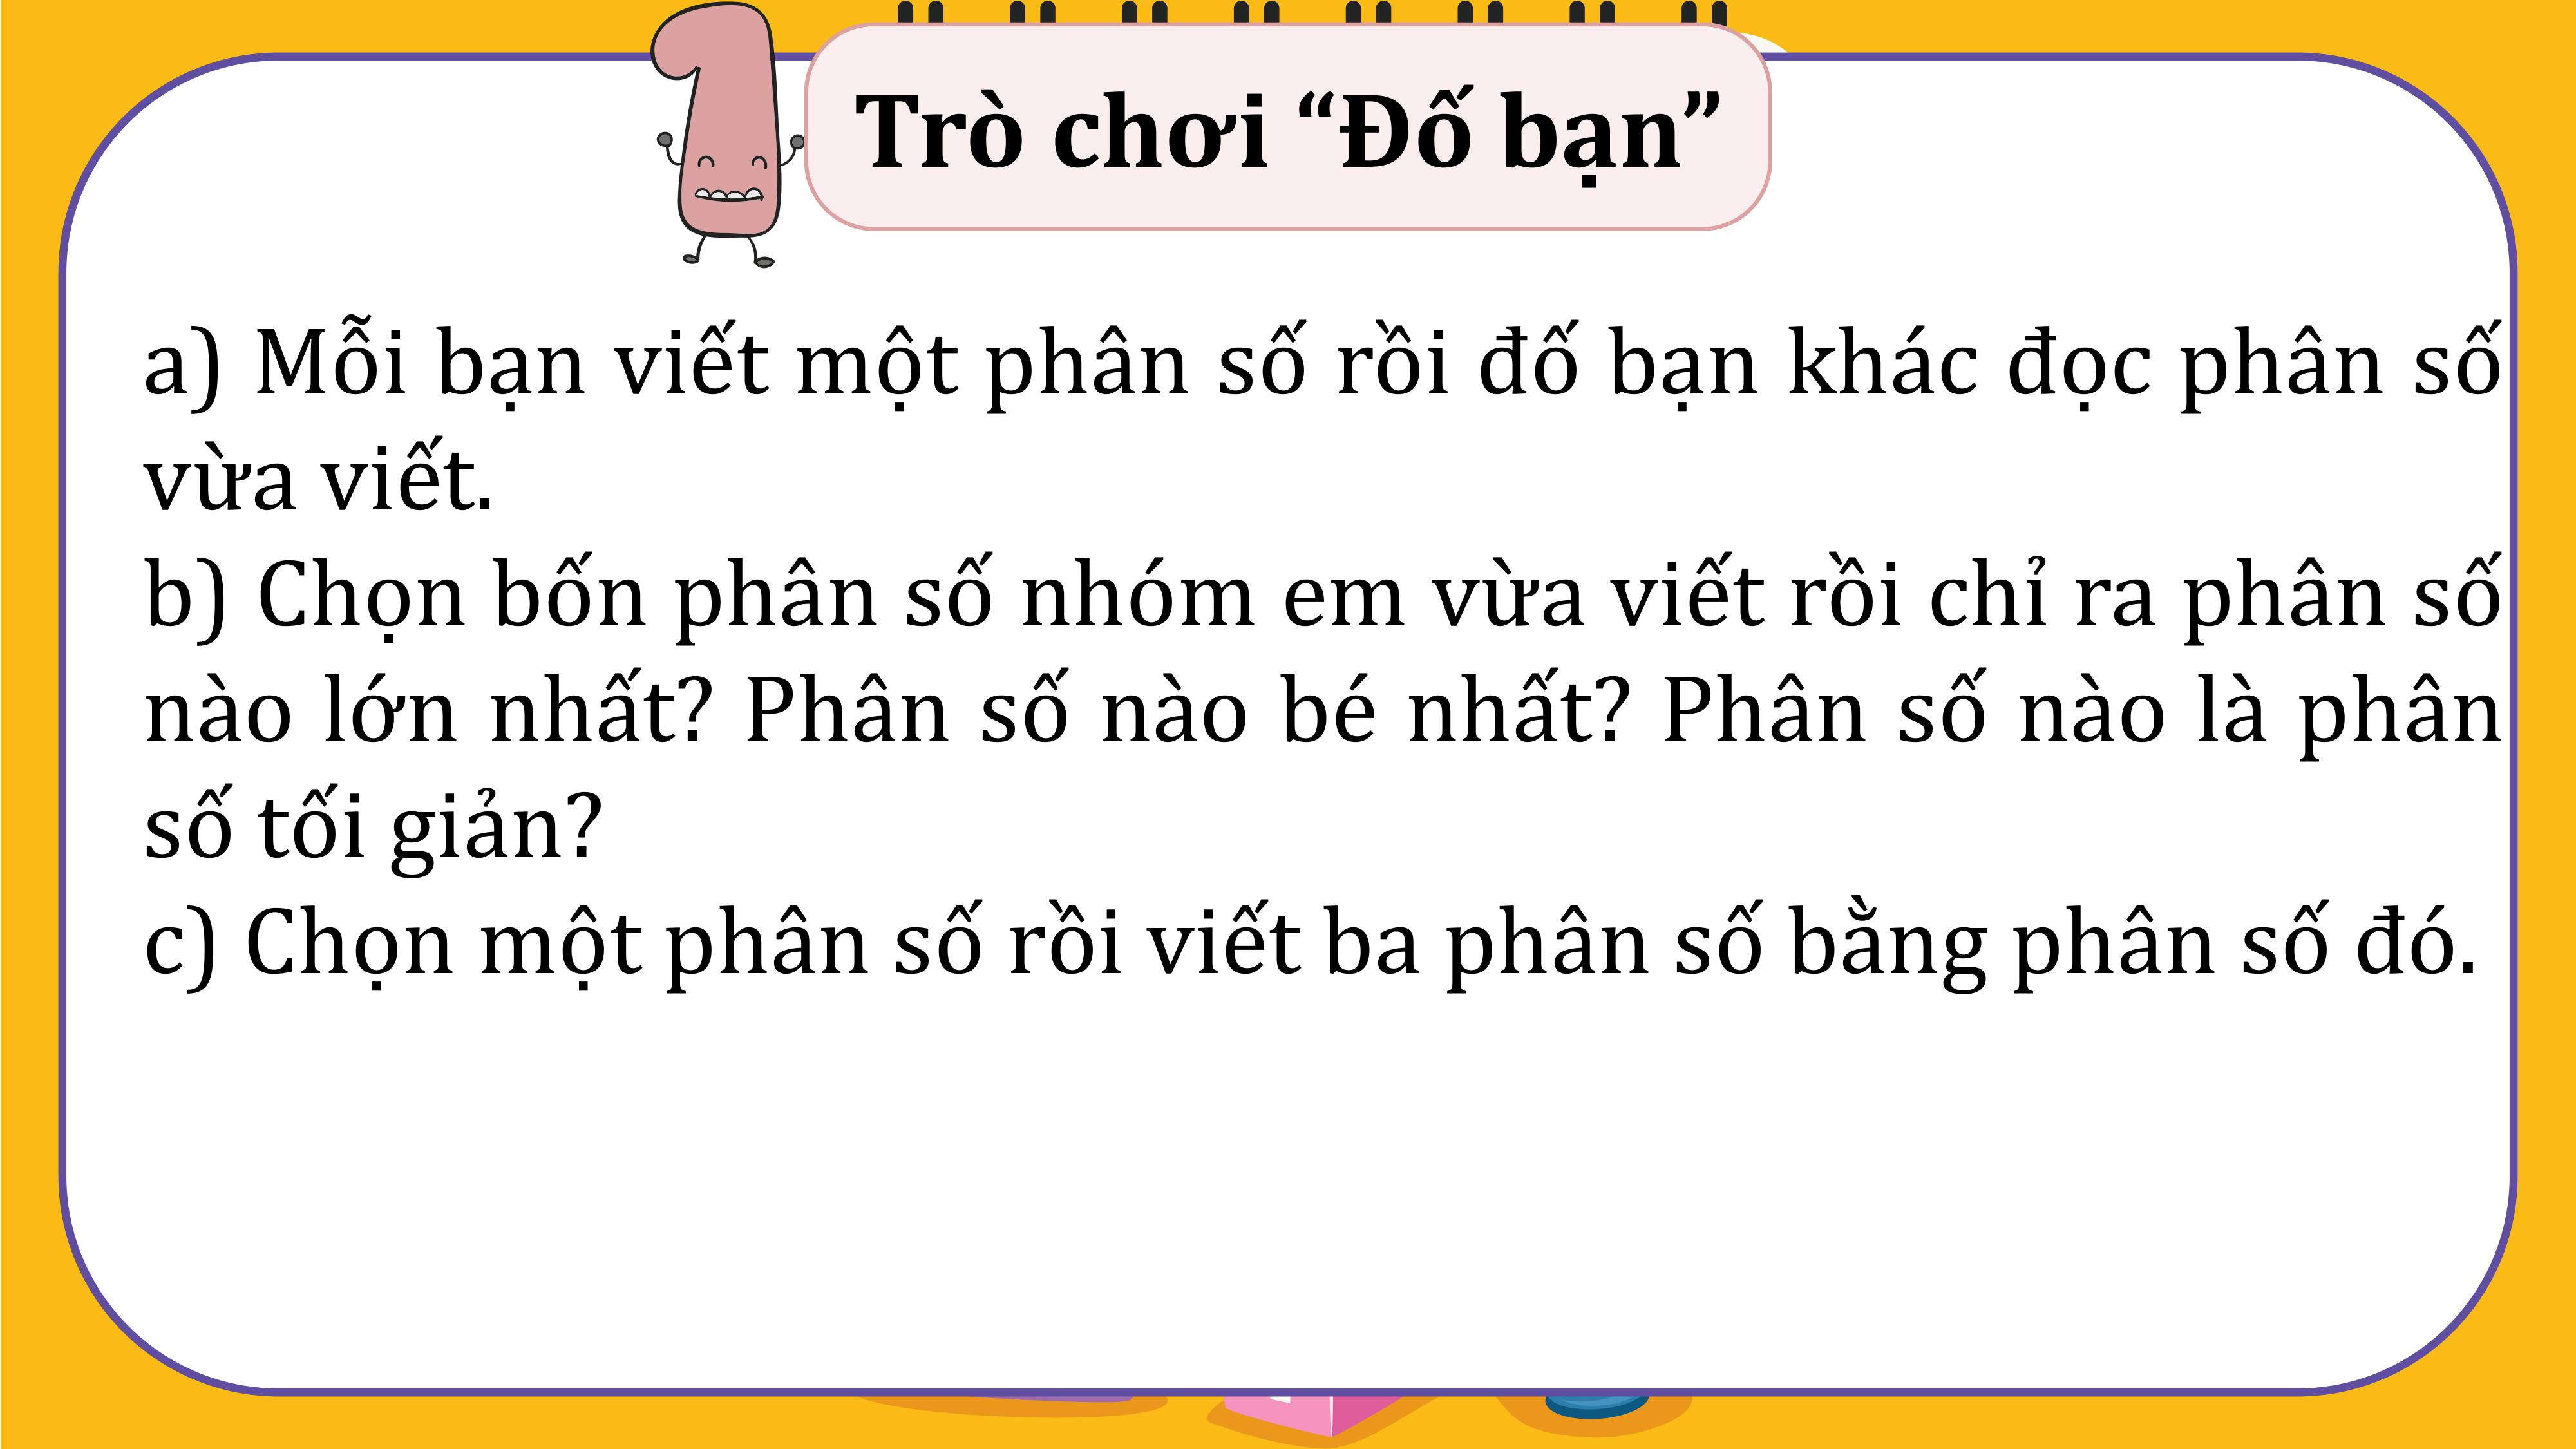 Trò chơi “Đố bạn”
a) Mỗi bạn viết một phân số rồi đố bạn khác đọc phân số
vừa viết.
b) Chọn bốn phân số nhóm em vừa viết rồi chỉ ra phân số
nào lớn nhất? Phân số nào bé nhất? Phân số nào là phân
số tối giản?
c) Chọn một phân số rồi viết ba phân số bằng phân số đó.